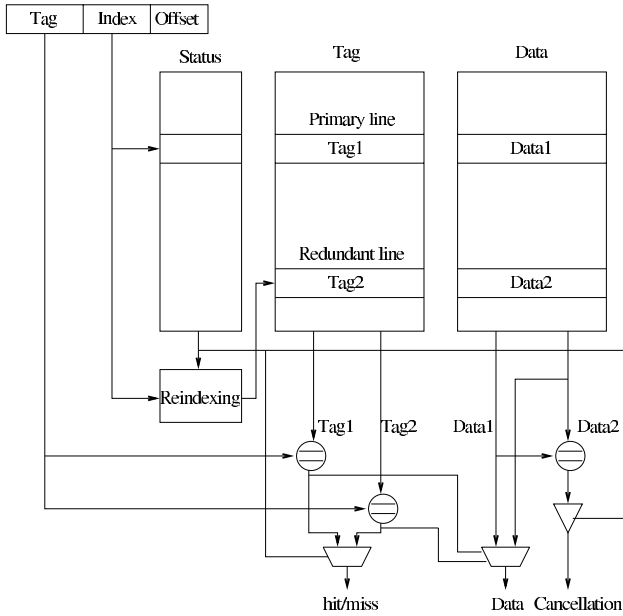 Tag Index Offset
Status Tag Data
Primary line
Tag1 Data1
Redundant line
Tag2 Data2
Reindexing
Tag1 Tag2 Data1 Data2
hit/miss Data Cancellation